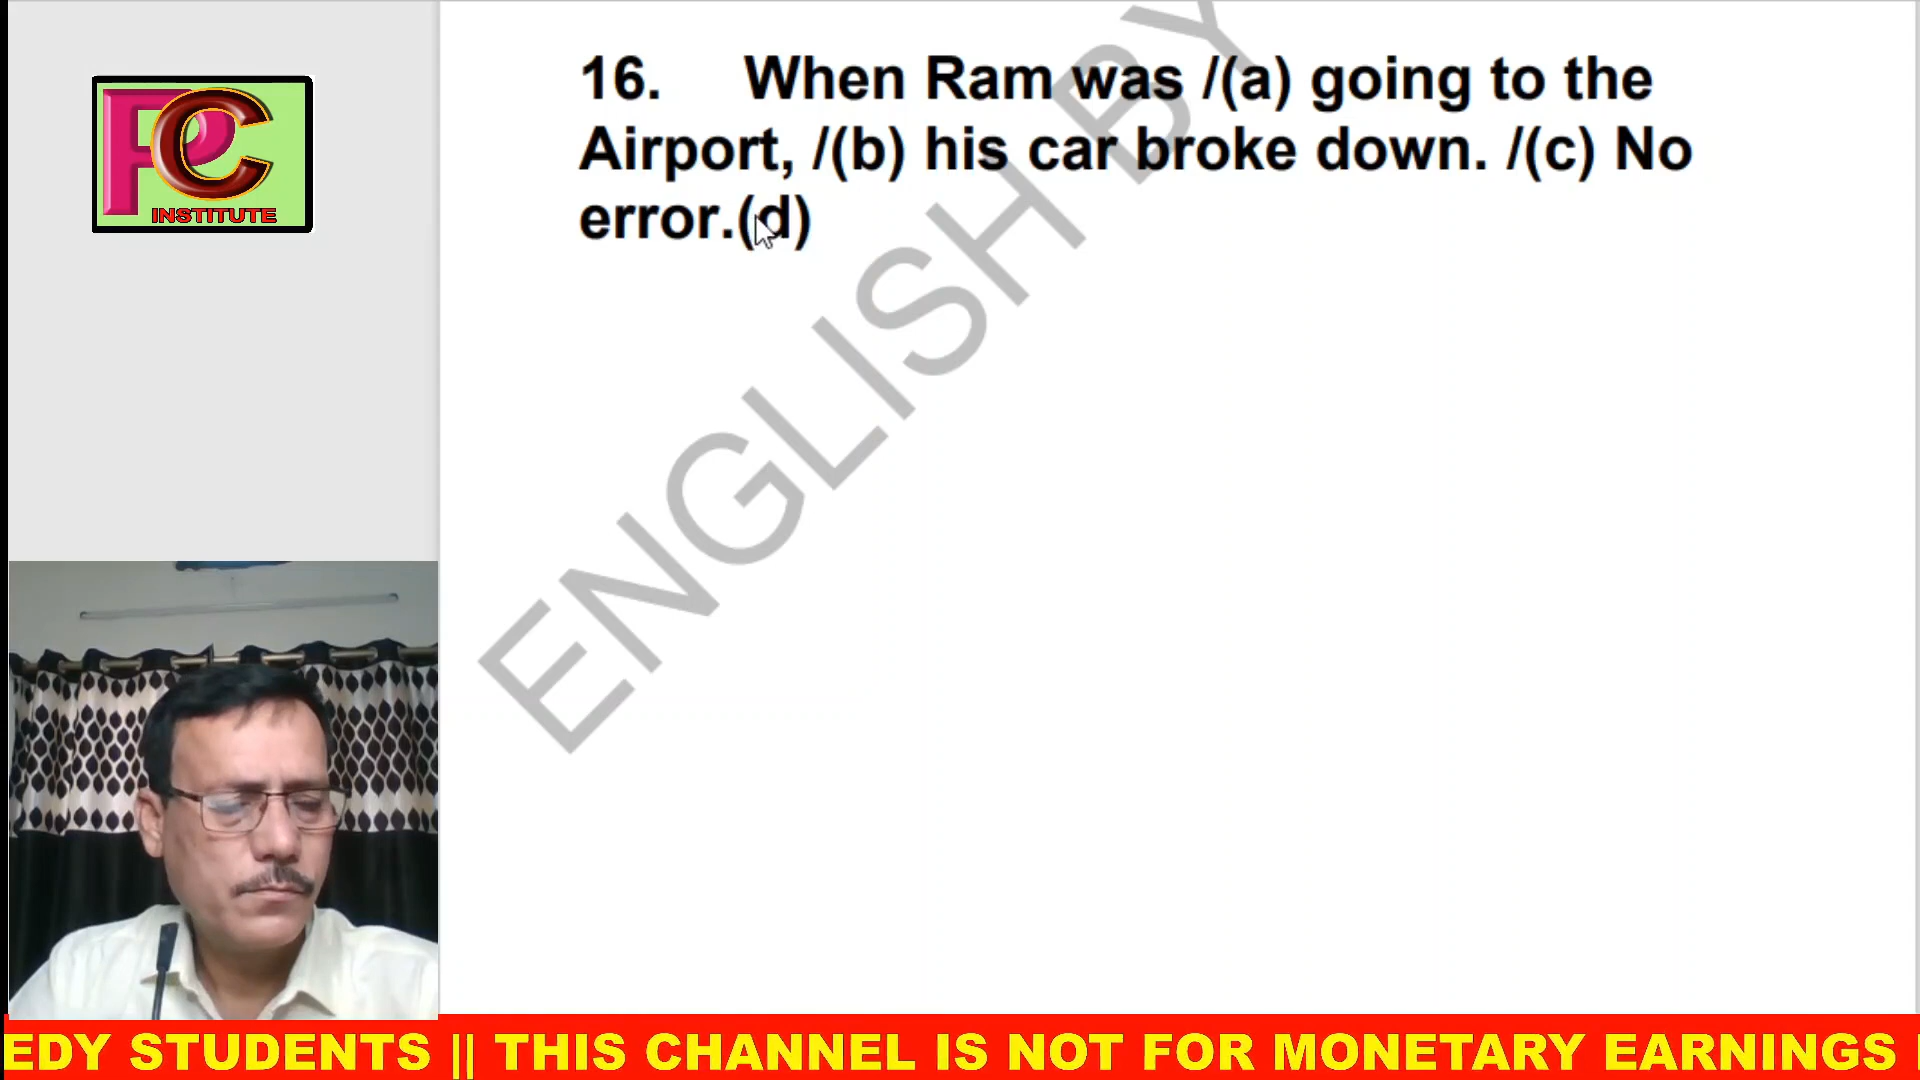 PC
INSTITUTE
16. When Ram was /(a) going to the
Airport, /(b) his car broke down. /(c) No
error.(d)
ENGLISH BY
EDY STUDENTS || THIS CHANNEL IS NOT FOR MONETARY EARNINGS